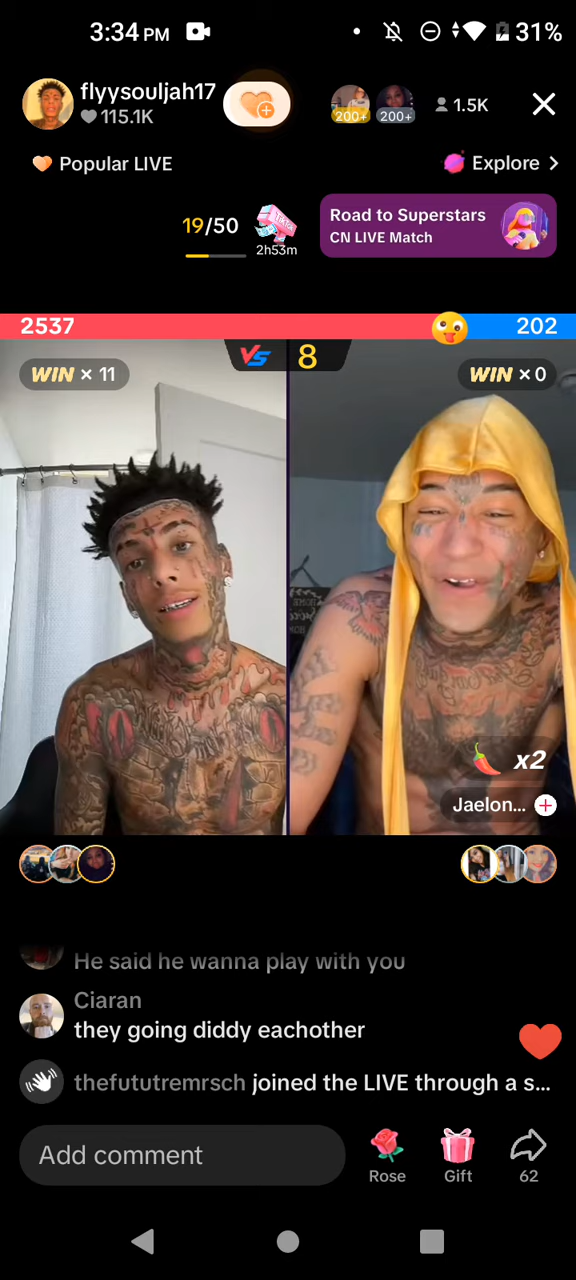 3:34 PM
31%
flyysouljah17
115.1K
200+
200+
1.5K
Popular LIVE
Explore >
19/50
TikTok
2h53m
Road to Superstars
CN LIVE Match
2537
202
VS 8
WIN × 11
WIN × 0
x2
Jaelon...
He said he wanna play with you
Ciaran
they going diddy eachother
thefututremrsch joined the LIVE through a s...
Add comment
Rose
Gift
62